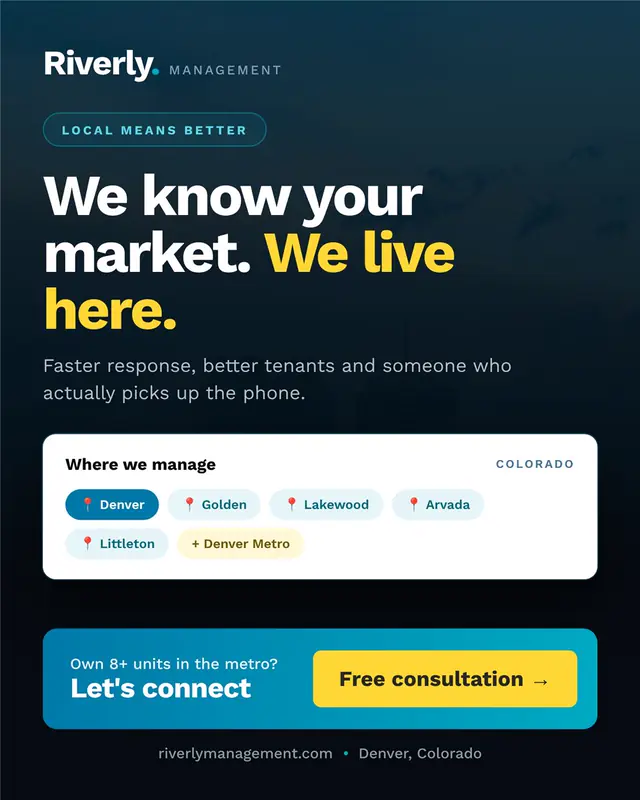 Riverly. MANAGEMENT
LOCAL MEANS BETTER
We know your
market. We live
here.
Faster response, better tenants and someone who
actually picks up the phone.
Where we manage
COLORADO
📍 Denver
📍 Golden
📍 Lakewood
📍 Arvada
📍 Littleton
+ Denver Metro
Own 8+ units in the metro?
Let's connect
Free consultation →
riverlymanagement.com • Denver, Colorado